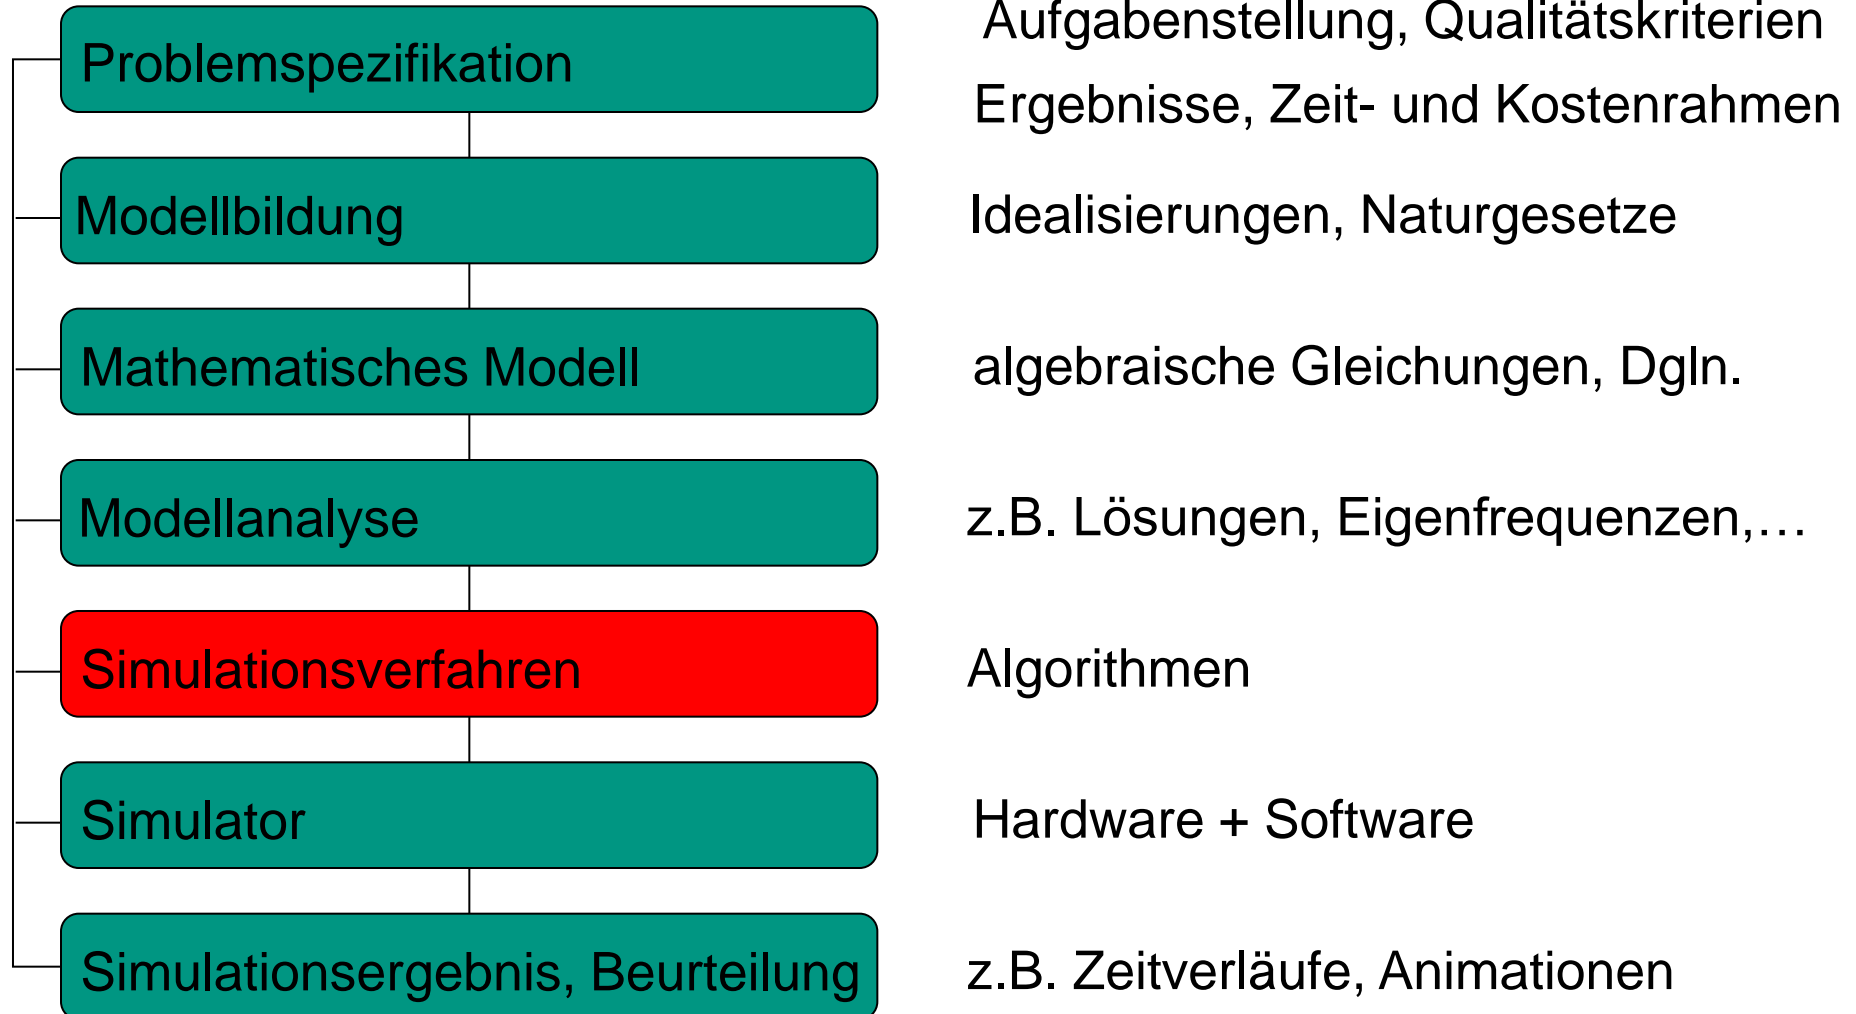 Aufgabenstellung, Qualitätskriterien
Problemspezifikation
Ergebnisse, Zeit- und Kostenrahmen
Modellbildung
Idealisierungen, Naturgesetze
Mathematisches Modell
algebraische Gleichungen, Dgln.
Modellanalyse
z.B. Lösungen, Eigenfrequenzen,…
Simulationsverfahren
Algorithmen
Simulator
Hardware + Software
Simulationsergebnis, Beurteilung
z.B. Zeitverläufe, Animationen